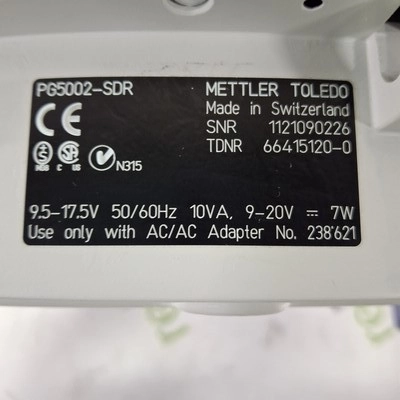 PG5002-SDR METTLER TOLEDO
Made in Switzerland
CE SNR 1121090226
TDNR 66415120-0
C US N315
9.5-17.5V 50/60Hz 10VA, 9-20V ⎓ 7W
Use only with AC/AC Adapter No. 238'621